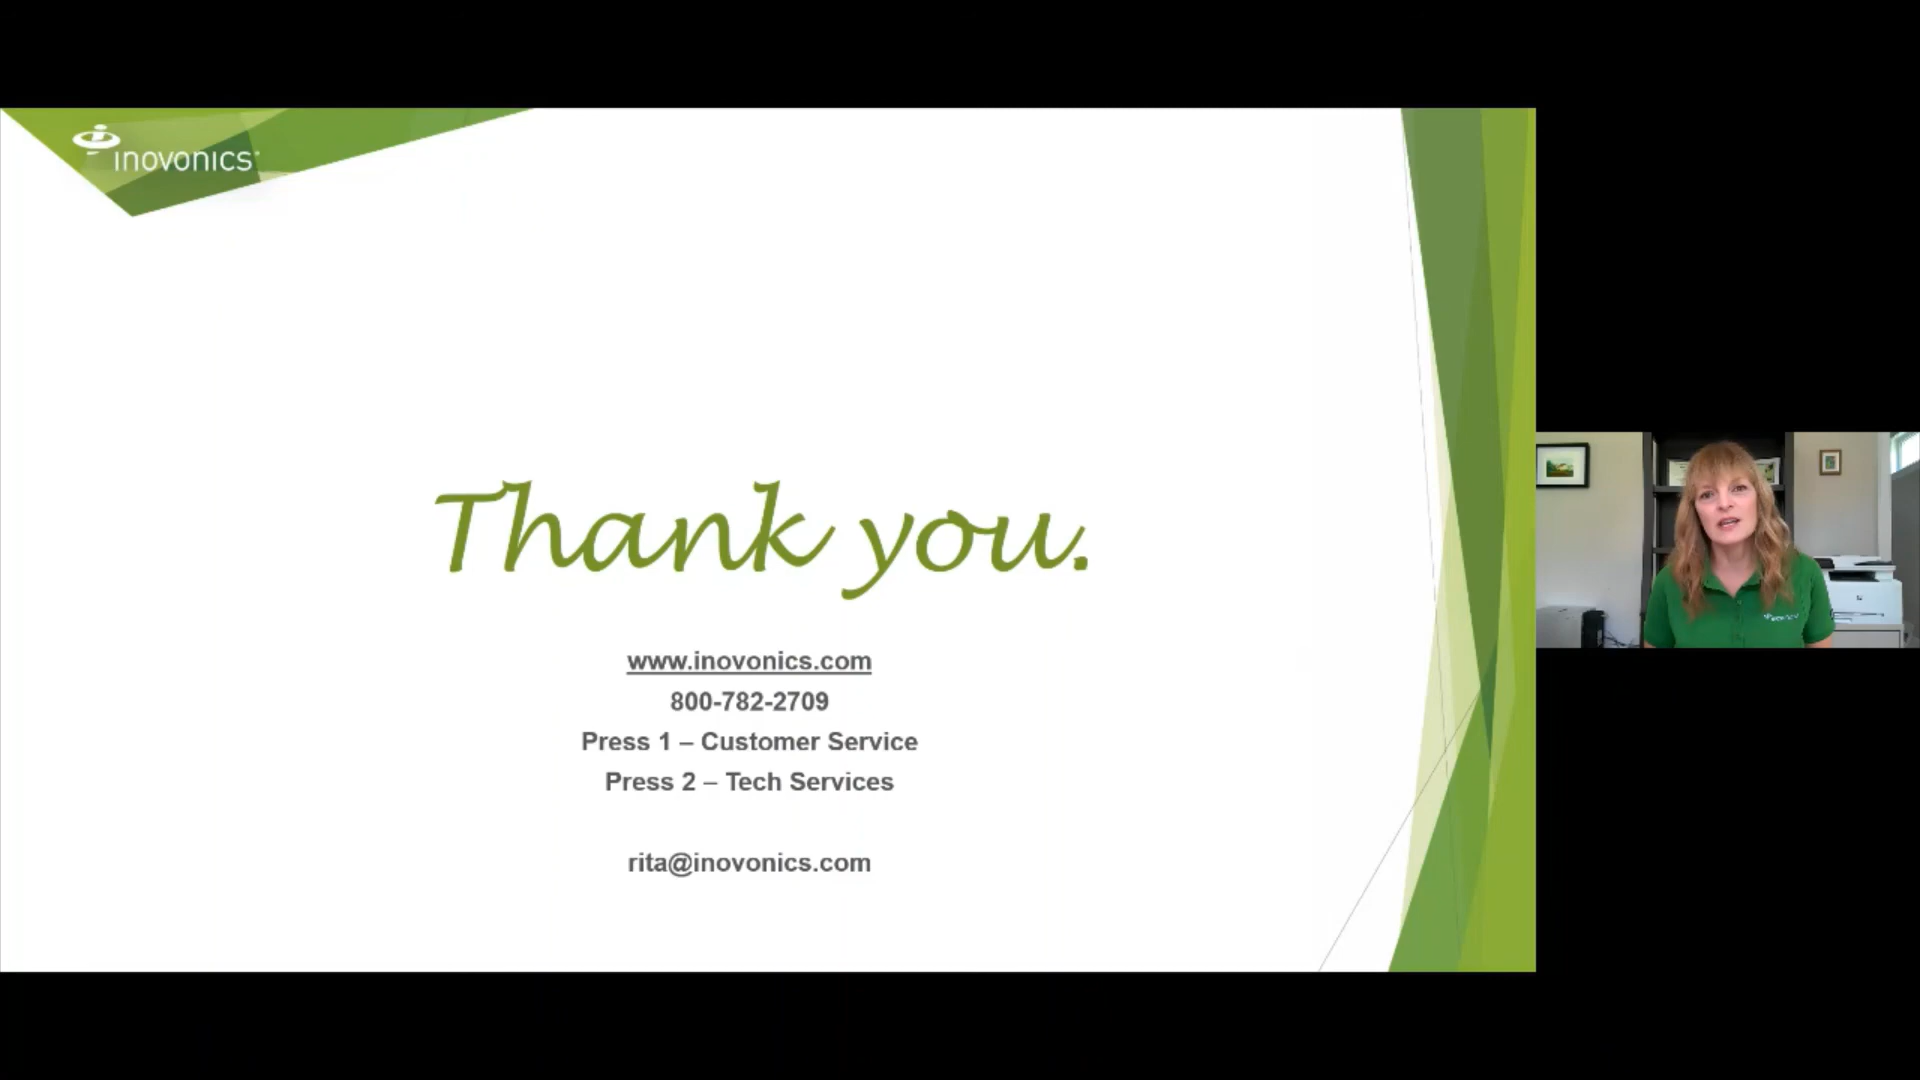 inovonics
Thank you.
www.inovonics.com
800-782-2709
Press 1 – Customer Service
Press 2 – Tech Services
rita@inovonics.com